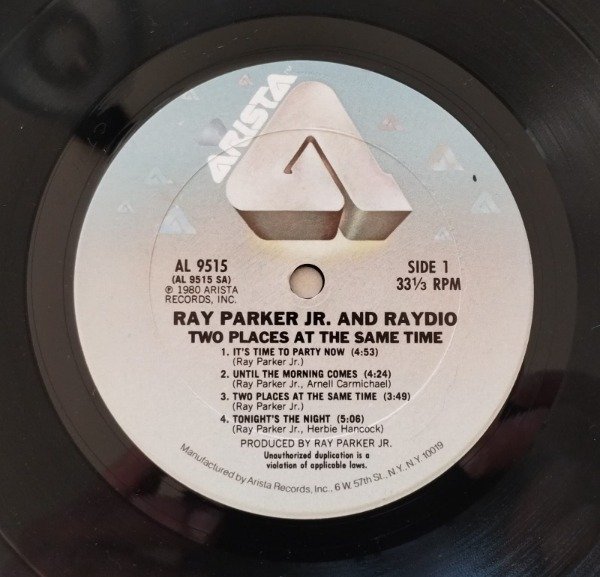 ARISTA
AL 9515
(AL 9515 SA)
℗ 1980 ARISTA
RECORDS, INC.
SIDE 1
33⅓ RPM
RAY PARKER JR. AND RAYDIO
TWO PLACES AT THE SAME TIME
1. IT'S TIME TO PARTY NOW (4:53)
(Ray Parker Jr.)
2. UNTIL THE MORNING COMES (4:24)
(Ray Parker Jr., Arnell Carmichael)
3. TWO PLACES AT THE SAME TIME (3:49)
(Ray Parker Jr.)
4. TONIGHT'S THE NIGHT (5:06)
(Ray Parker Jr., Herbie Hancock)
PRODUCED BY RAY PARKER JR.
Unauthorized duplication is a
violation of applicable laws.
Manufactured by Arista Records, Inc., 6 W. 57th St., N.Y. N.Y. 10019